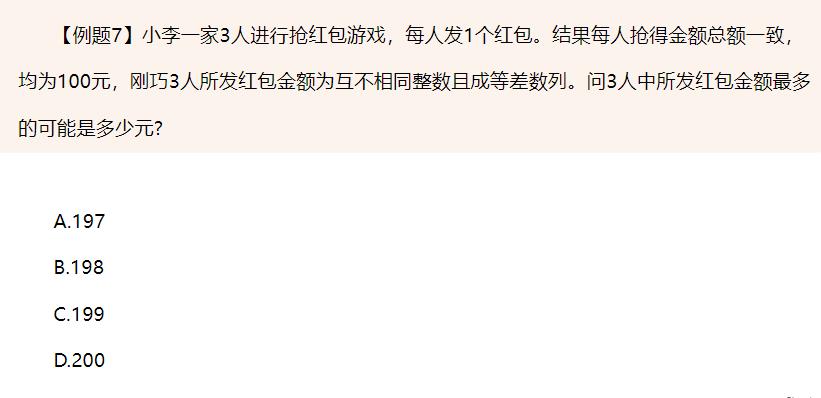 【例题7】小李一家3人进行抢红包游戏，每人发1个红包。结果每人抢得金额总额一致，
均为100元，刚巧3人所发红包金额为互不相同整数且成等差数列。问3人中所发红包金额最多
的可能是多少元?
A.197
B.198
C.199
D.200